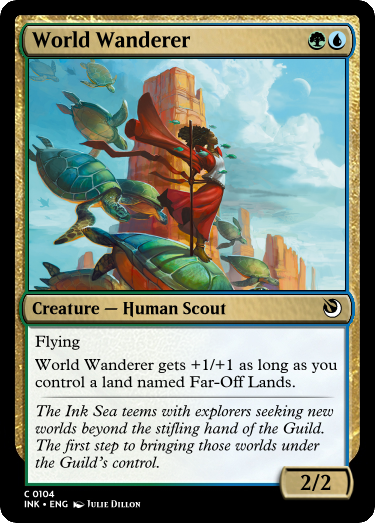 World Wanderer
Creature — Human Scout
Flying
World Wanderer gets +1/+1 as long as you
control a land named Far-Off Lands.
The Ink Sea teems with explorers seeking new
worlds beyond the stifling hand of the Guild.
The first step to bringing those worlds under
the Guild's control.
2/2
C 0104
INK • ENG Julie Dillon